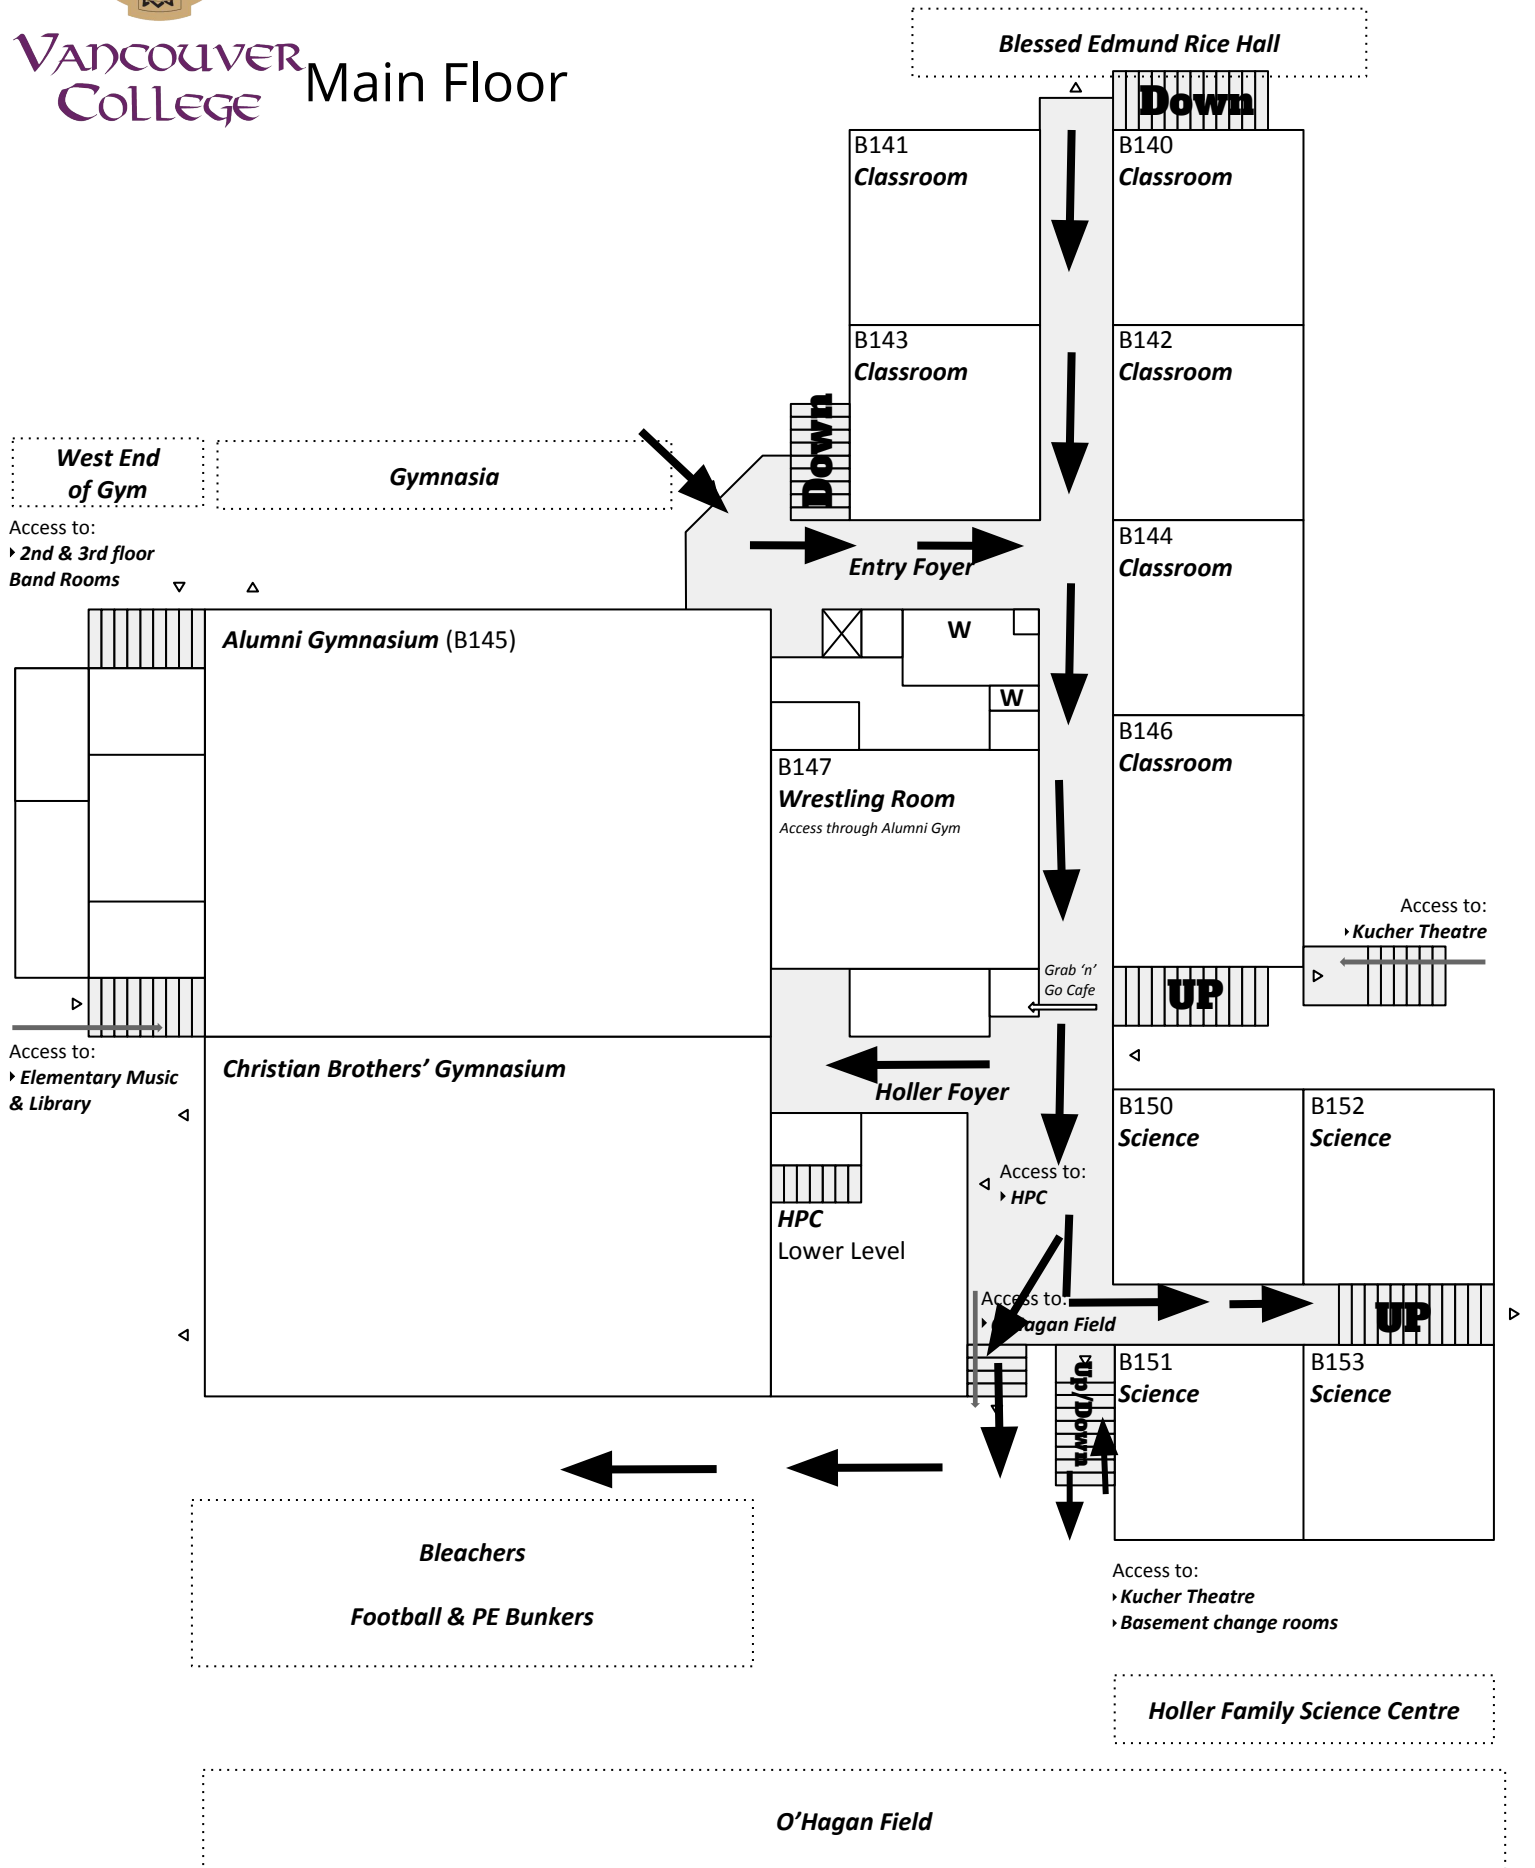 VANCOUVER
COLLEGE
Main Floor
Blessed Edmund Rice Hall
Down
B141
Classroom
B140
Classroom
B143
Classroom
B142
Classroom
Down
West End
of Gym
Gymnasia
Access to:
‣ 2nd & 3rd floor
Band Rooms
Entry Foyer
B144
Classroom
Alumni Gymnasium (B145)
W
W
B146
Classroom
B147
Wrestling Room
Access through Alumni Gym
Access to:
‣ Kucher Theatre
Grab ‘n’
Go Cafe
UP
Access to:
‣ Elementary Music
& Library
Christian Brothers’ Gymnasium
Holler Foyer
B150
Science
B152
Science
Access to:
‣ HPC
HPC
Lower Level
Access to:
‣ O'Hagan Field
UP
Up/Down
B151
Science
B153
Science
Bleachers
Football & PE Bunkers
Access to:
‣ Kucher Theatre
‣ Basement change rooms
Holler Family Science Centre
O’Hagan Field